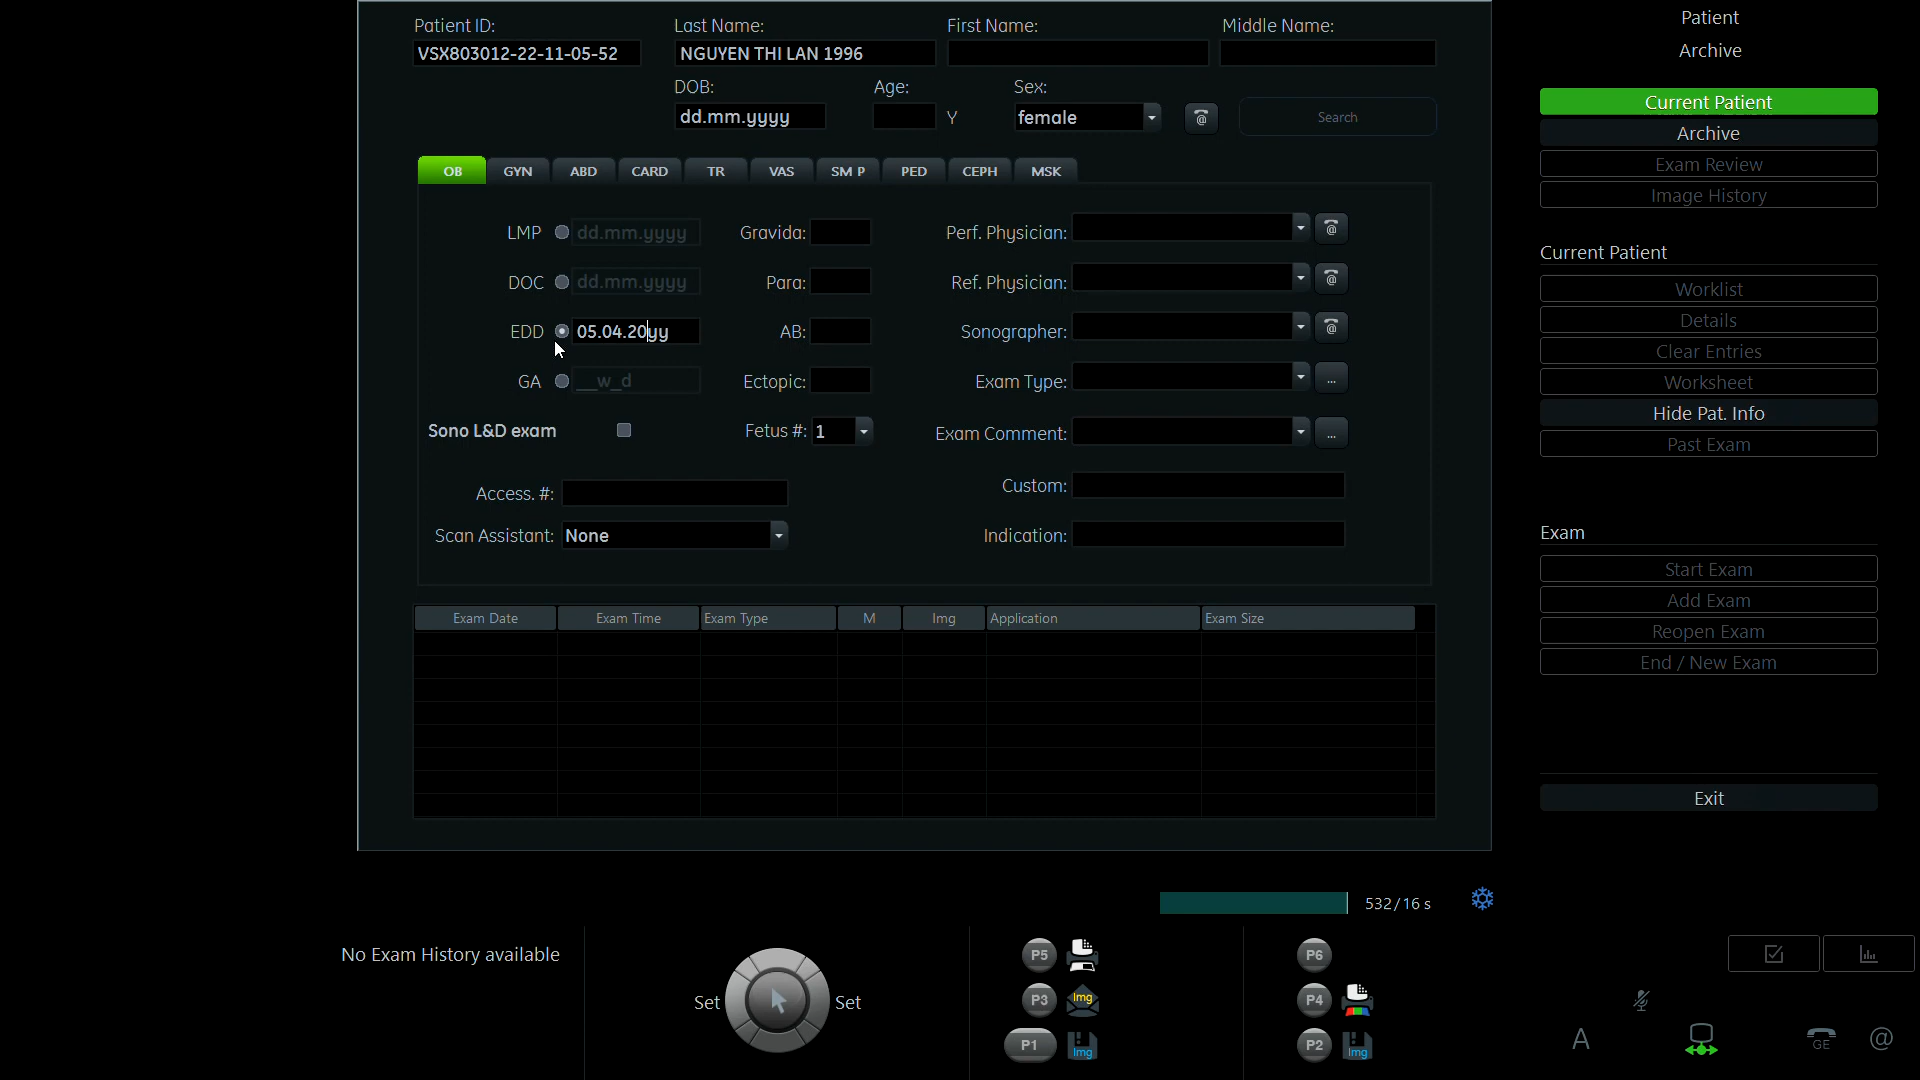 Patient ID: Last Name: First Name: Middle Name:
VSX803012-22-11-05-52 NGUYEN THI LAN 1996
DOB: Age: Sex:
dd.mm.yyyy Y female Search
OB GYN ABD CARD TR VAS SM P PED CEPH MSK
LMP dd.mm.yyyy Gravida: Perf. Physician:
DOC dd.mm.yyyy Para: Ref. Physician:
EDD 05.04.20yy AB: Sonographer:
GA __w_d Ectopic: Exam Type: ...
Sono L&D exam Fetus #: 1 Exam Comment: ...
Access. #: Custom:
Scan Assistant: None Indication:
Exam Date Exam Time Exam Type M Img Application Exam Size
Patient
Archive
Current Patient
Archive
Exam Review
Image History
Current Patient
Worklist
Details
Clear Entries
Worksheet
Hide Pat. Info
Past Exam
Exam
Start Exam
Add Exam
Reopen Exam
End / New Exam
Exit
532/16 s
No Exam History available
Set Set
P5 P6
P3 Img P4
P1 Img P2 Img
A GE @